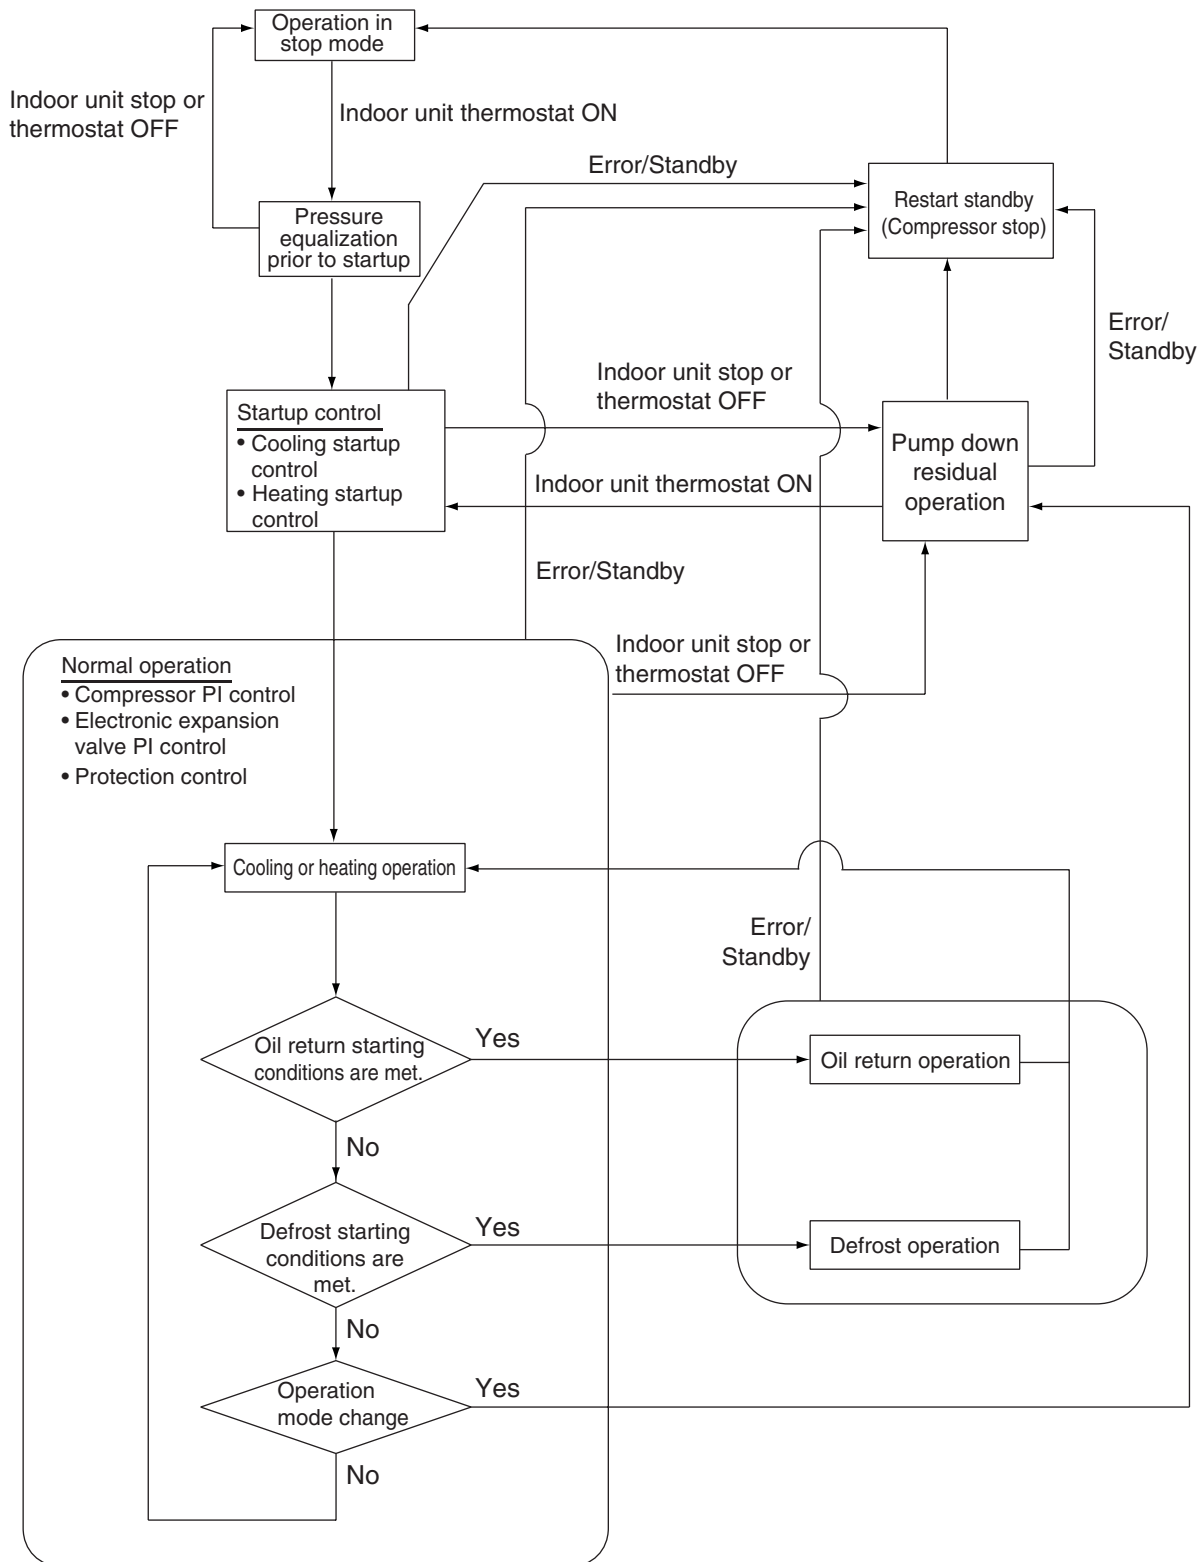 Operation in
stop mode
Indoor unit stop or
thermostat OFF
Indoor unit thermostat ON
Error/Standby
Restart standby
(Compressor stop)
Pressure
equalization
prior to startup
Error/
Standby
Indoor unit stop or
thermostat OFF
Startup control
• Cooling startup
control
• Heating startup
control
Pump down
residual
operation
Indoor unit thermostat ON
Error/Standby
Indoor unit stop or
thermostat OFF
Normal operation
• Compressor PI control
• Electronic expansion
valve PI control
• Protection control
Cooling or heating operation
Error/
Standby
Oil return starting
conditions are met.
Yes
Oil return operation
No
Defrost starting
conditions are
met.
Yes
Defrost operation
No
Operation
mode change
Yes
No